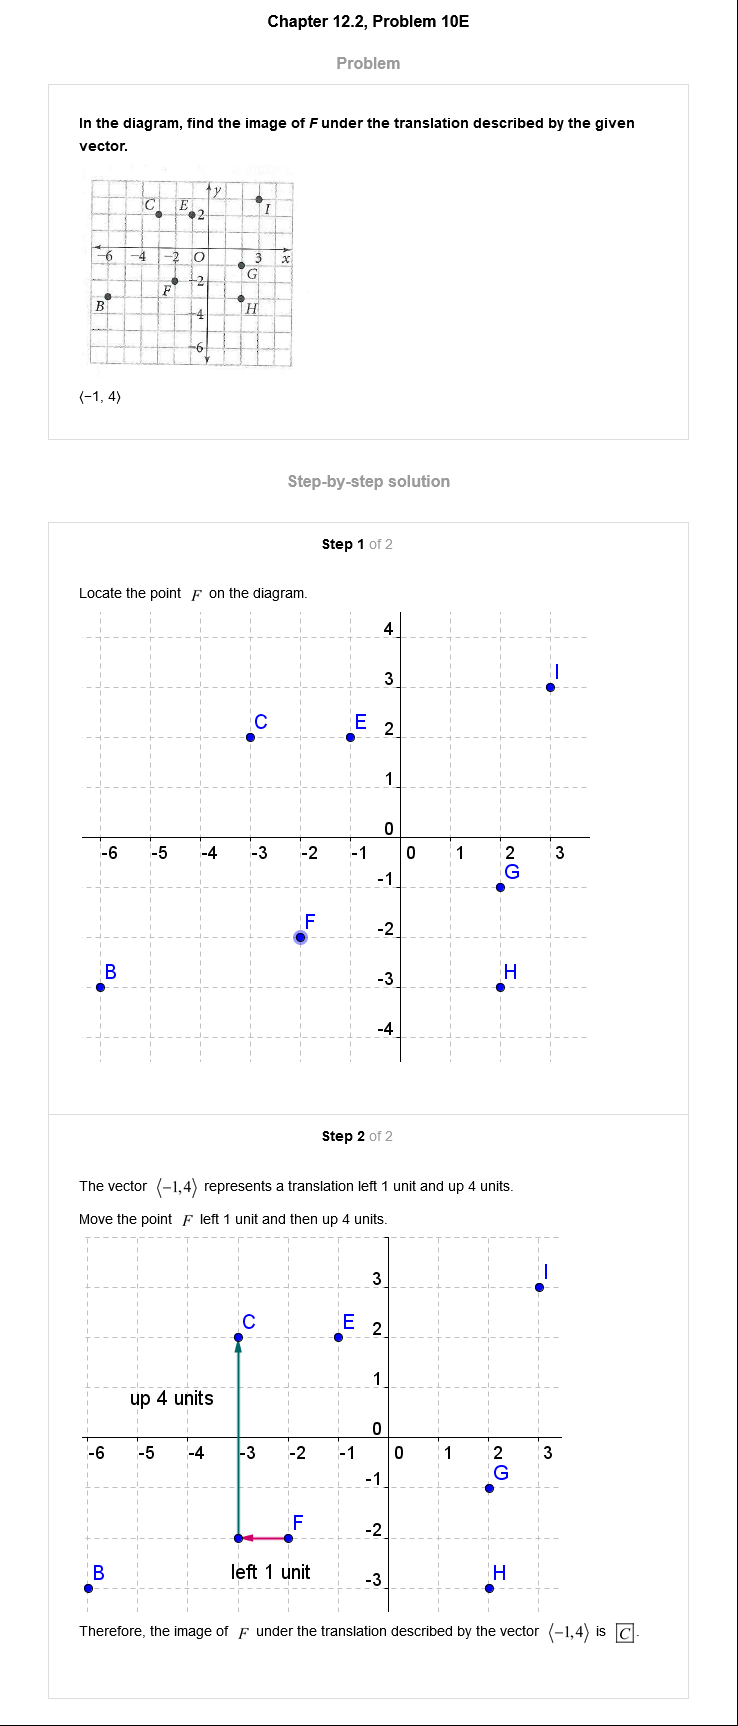 Chapter 12.2, Problem 10E
Problem
In the diagram, find the image of F under the translation described by the given
vector.
y
C E I
2
-6 -4 -2 O 3 x
G
F -2
B H
-4
-6
⟨−1, 4⟩
Step-by-step solution
Step 1 of 2
Locate the point F on the diagram.
4
I
3
C E
2
1
0
-6 -5 -4 -3 -2 -1 0 1 2 3
G
-1
F
-2
B H
-3
-4
Step 2 of 2
The vector ⟨−1,4⟩ represents a translation left 1 unit and up 4 units.
Move the point F left 1 unit and then up 4 units.
I
3
C E
2
1
up 4 units
0
-6 -5 -4 -3 -2 -1 0 1 2 3
G
-1
F
-2
B left 1 unit H
-3
Therefore, the image of F under the translation described by the vector ⟨−1,4⟩ is C.